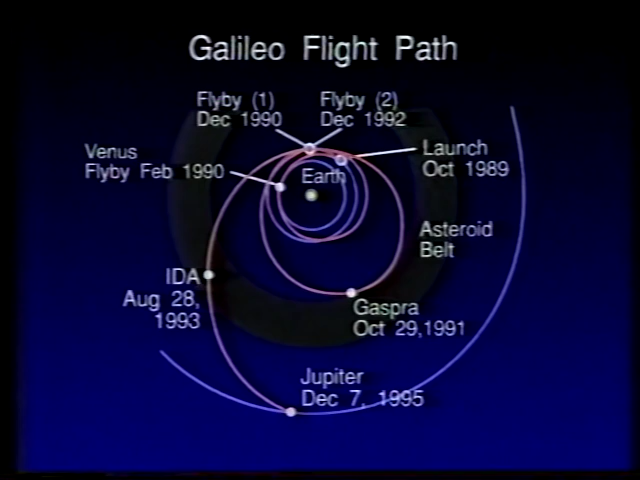 Galileo Flight Path
Flyby (1)
Dec 1990
Flyby (2)
Dec 1992
Venus
Flyby Feb 1990
Launch
Oct 1989
Earth
Asteroid
Belt
IDA
Aug 28,
1993
Gaspra
Oct 29,1991
Jupiter
Dec 7, 1995